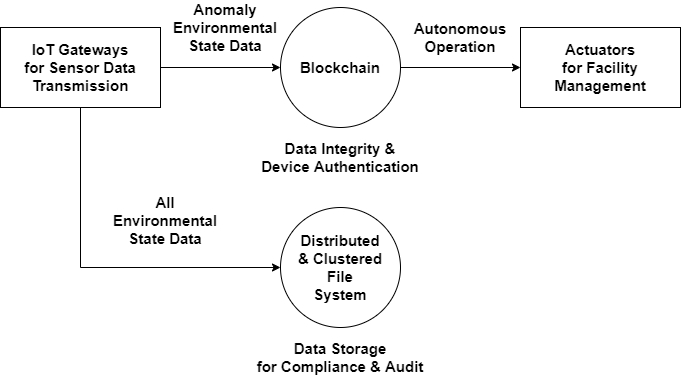 Anomaly
Environmental
State Data
IoT Gateways
for Sensor Data
Transmission
Blockchain
Autonomous
Operation
Actuators
for Facility
Management
Data Integrity &
Device Authentication
All
Environmental
State Data
Distributed
& Clustered
File
System
Data Storage
for Compliance & Audit